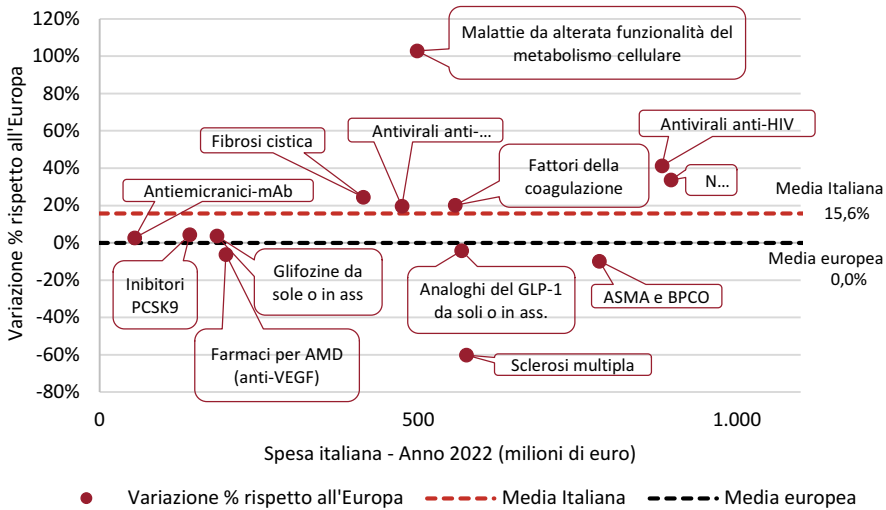 120%
100%
80%
60%
40%
20%
0%
-20%
-40%
-60%
-80%
Variazione % rispetto all'Europa
Malattie da alterata funzionalità del
metabolismo cellulare
Fibrosi cistica
Antivirali anti-...
Antivirali anti-HIV
Fattori della
coagulazione
N...
Antiemicranici-mAb
Media Italiana
15,6%
Media europea
0,0%
Inibitori
PCSK9
Glifozine da
sole o in ass
Analoghi del GLP-1
da soli o in ass.
ASMA e BPCO
Farmaci per AMD
(anti-VEGF)
Sclerosi multipla
0
500
1.000
Spesa italiana - Anno 2022 (milioni di euro)
Variazione % rispetto all'Europa
Media Italiana
Media europea